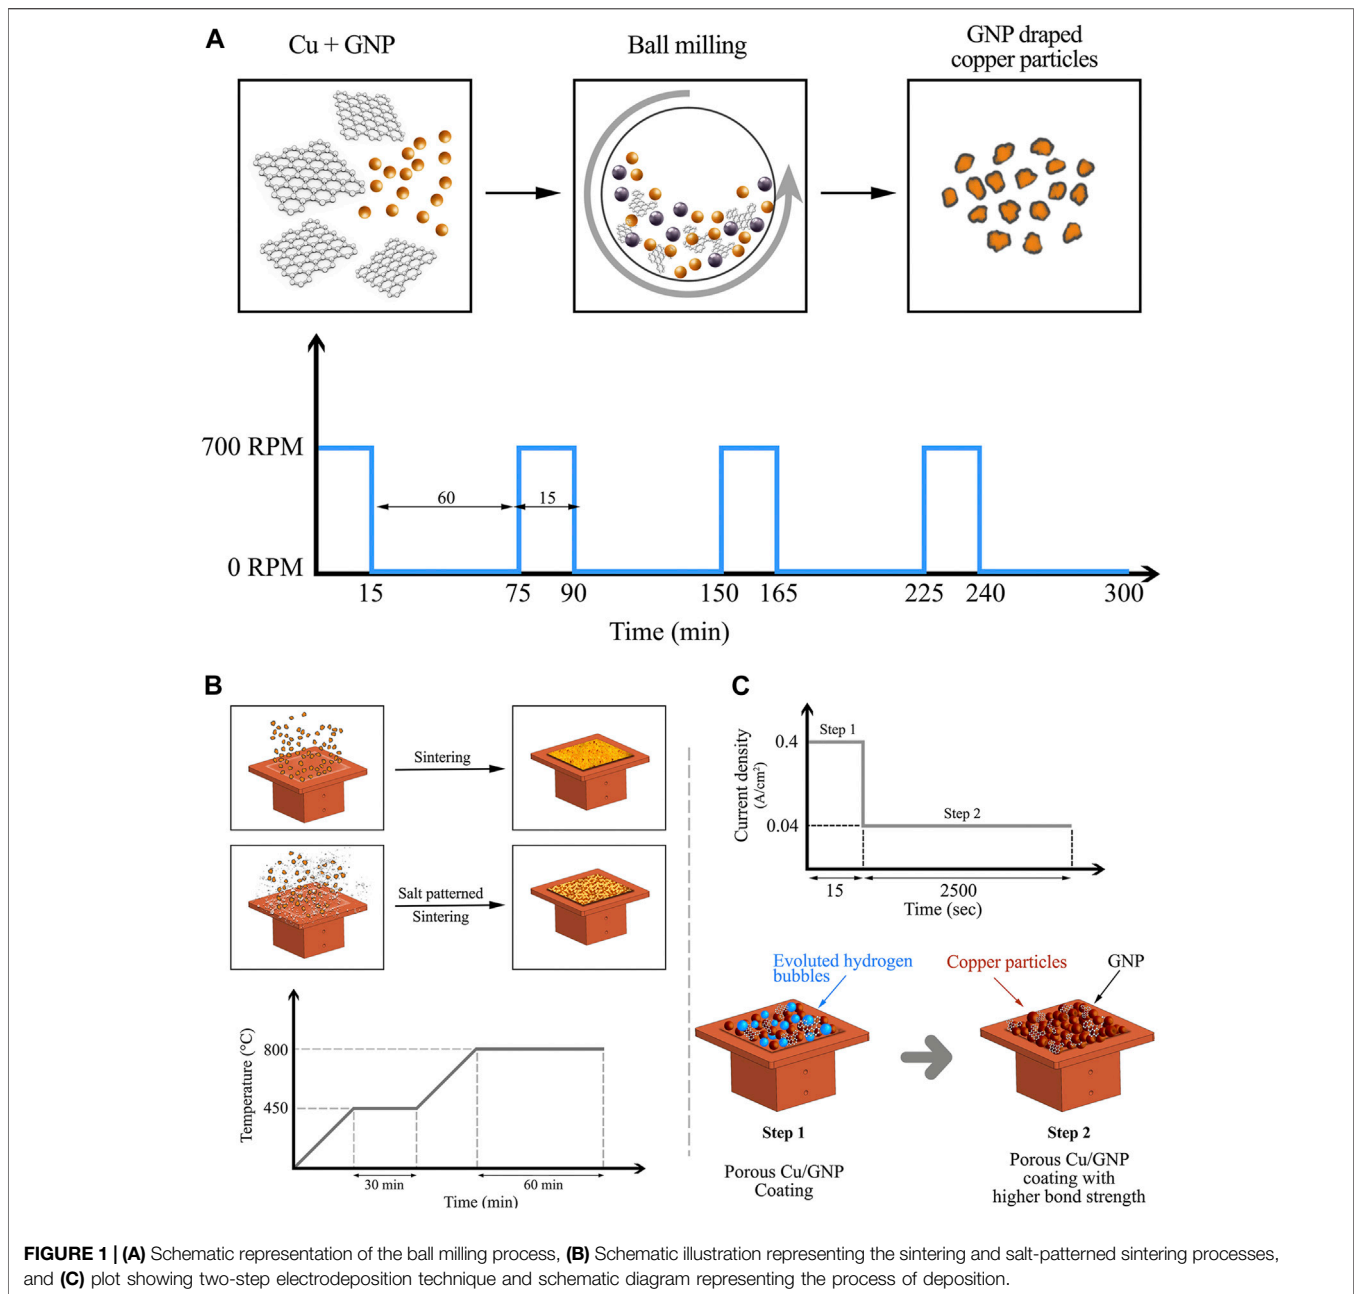 A
Cu + GNP
Ball milling
GNP draped
copper particles
700 RPM
60
15
0 RPM
15
75
90
150
165
225
240
300
Time (min)
B
Sintering
Salt patterned
Sintering
Temperature (°C)
800
450
30 min
60 min
Time (min)
C
Current density
(A/cm²)
0.4
Step 1
0.04
Step 2
15
2500
Time (sec)
Evoluted hydrogen
bubbles
Copper particles
GNP
Step 1
Porous Cu/GNP
Coating
Step 2
Porous Cu/GNP
coating with
higher bond strength
FIGURE 1 | (A) Schematic representation of the ball milling process, (B) Schematic illustration representing the sintering and salt-patterned sintering processes,
and (C) plot showing two-step electrodeposition technique and schematic diagram representing the process of deposition.